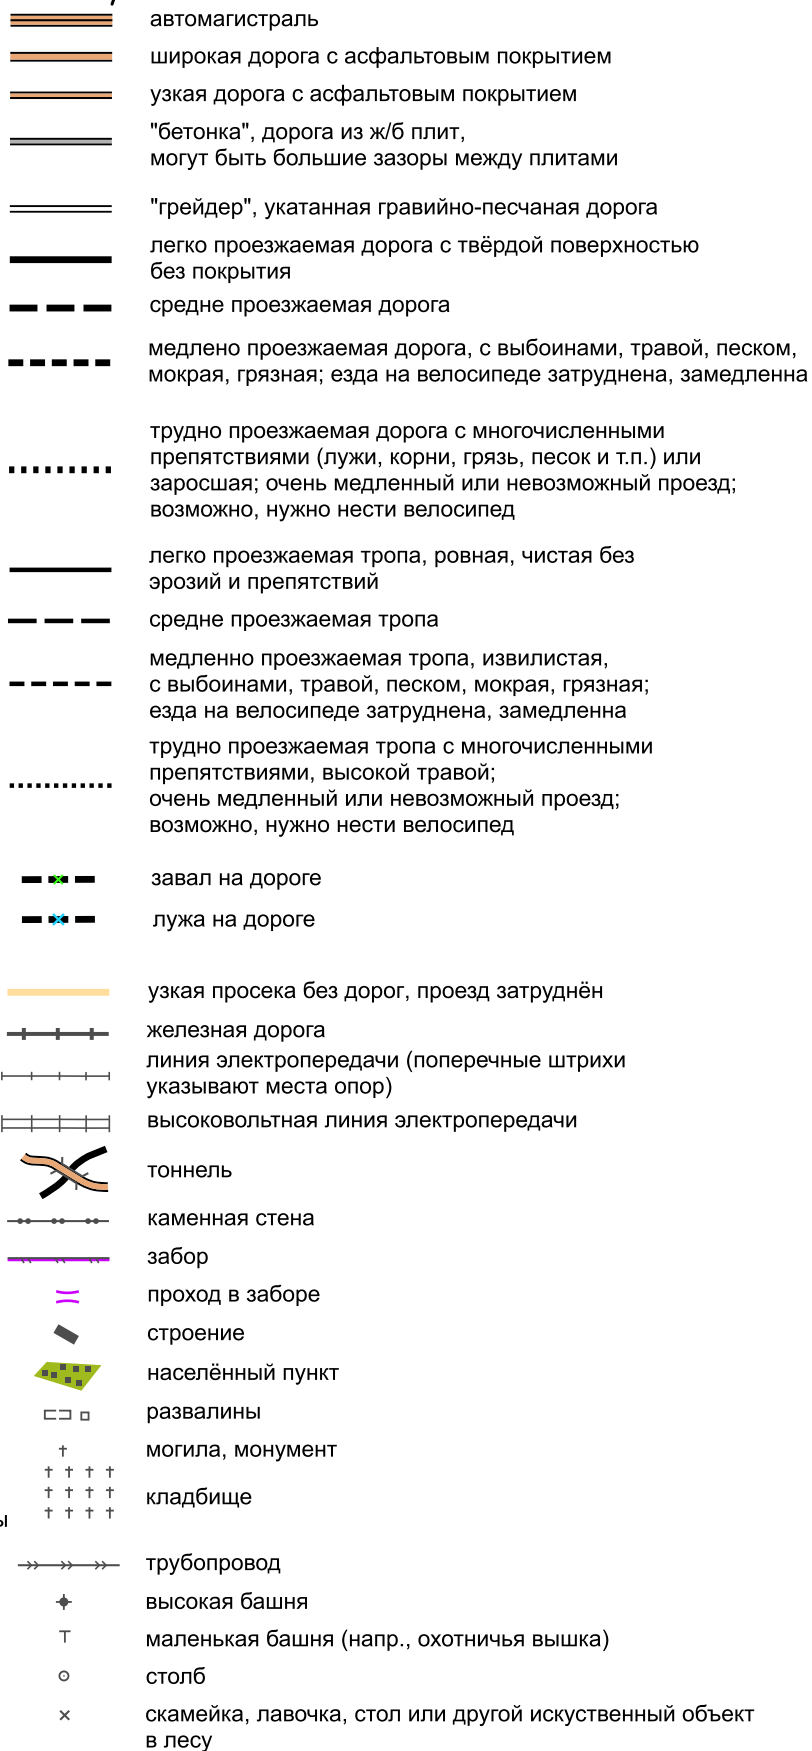 автомагистраль
широкая дорога с асфальтовым покрытием
узкая дорога с асфальтовым покрытием
"бетонка", дорога из ж/б плит,
могут быть большие зазоры между плитами
"грейдер", укатанная гравийно-песчаная дорога
легко проезжаемая дорога с твёрдой поверхностью
без покрытия
средне проезжаемая дорога
медлено проезжаемая дорога, с выбоинами, травой, песком,
мокрая, грязная; езда на велосипеде затруднена, замедленна
трудно проезжаемая дорога с многочисленными
препятствиями (лужи, корни, грязь, песок и т.п.) или
заросшая; очень медленный или невозможный проезд;
возможно, нужно нести велосипед
легко проезжаемая тропа, ровная, чистая без
эрозий и препятствий
средне проезжаемая тропа
медленно проезжаемая тропа, извилистая,
с выбоинами, травой, песком, мокрая, грязная;
езда на велосипеде затруднена, замедленна
трудно проезжаемая тропа с многочисленными
препятствиями, высокой травой;
очень медленный или невозможный проезд;
возможно, нужно нести велосипед
завал на дороге
лужа на дороге
узкая просека без дорог, проезд затруднён
железная дорога
линия электропередачи (поперечные штрихи
указывают места опор)
высоковольтная линия электропередачи
тоннель
каменная стена
забор
проход в заборе
строение
населённый пункт
развалины
могила, монумент
кладбище
ы
трубопровод
высокая башня
маленькая башня (напр., охотничья вышка)
столб
скамейка, лавочка, стол или другой искуственный объект
в лесу